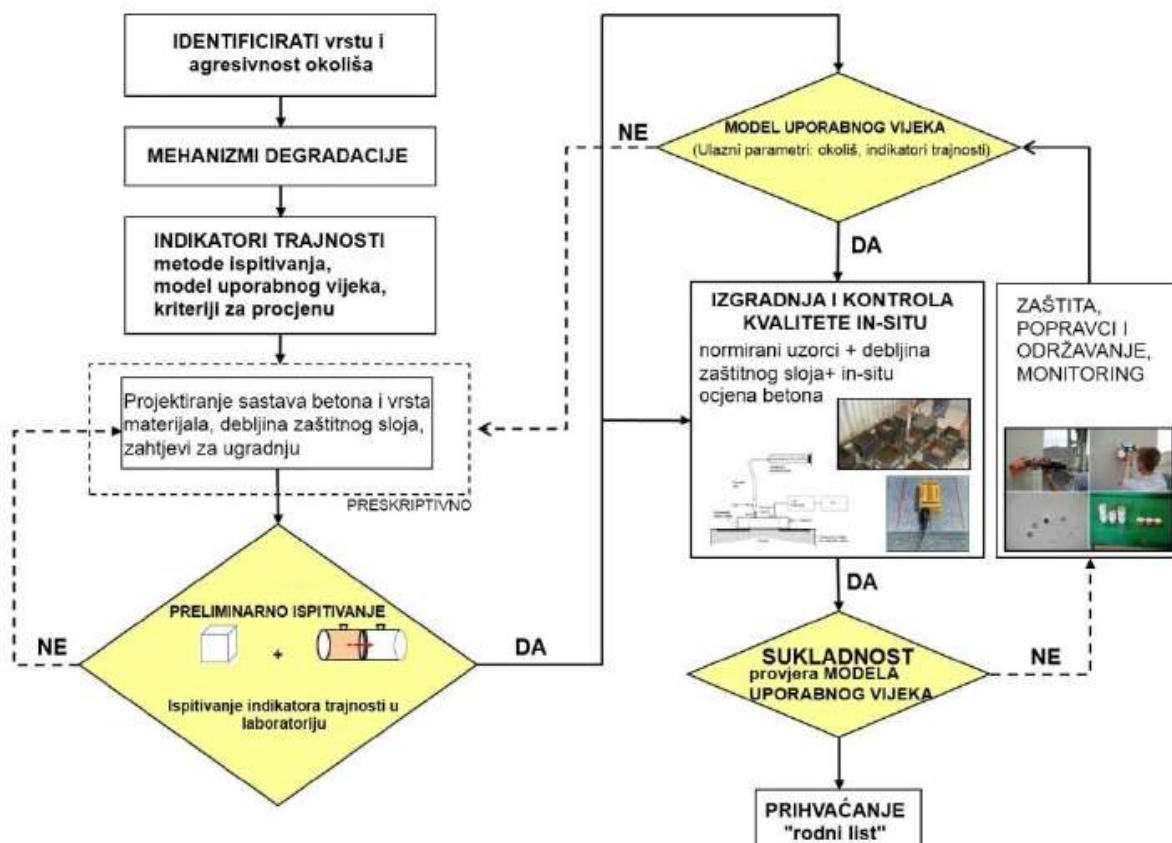 IDENTIFICIRATI vrstu i
agresivnost okoliša
MEHANIZMI DEGRADACIJE
INDIKATORI TRAJNOSTI
metode ispitivanja,
model uporabnog vijeka,
kriteriji za procjenu
Projektiranje sastava betona i vrsta
materijala, debljina zaštitnog sloja,
zahtjevi za ugradnju
PRESKRIPTIVNO
PRELIMINARNO ISPITIVANJE
+
Ispitivanje indikatora trajnosti u
laboratoriju
NE
DA
MODEL UPORABNOG VIJEKA
(Ulazni parametri: okoliš, indikatori trajnosti)
NE
DA
IZGRADNJA I KONTROLA
KVALITETE IN-SITU
normirani uzorci + debljina
zaštitnog sloja+ in-situ
ocjena betona
ZAŠTITA,
POPRAVCI I
ODRŽAVANJE,
MONITORING
DA
SUKLADNOST
provjera MODELA
UPORABNOG VIJEKA
NE
PRIHVAĆANJE
"rodni list"